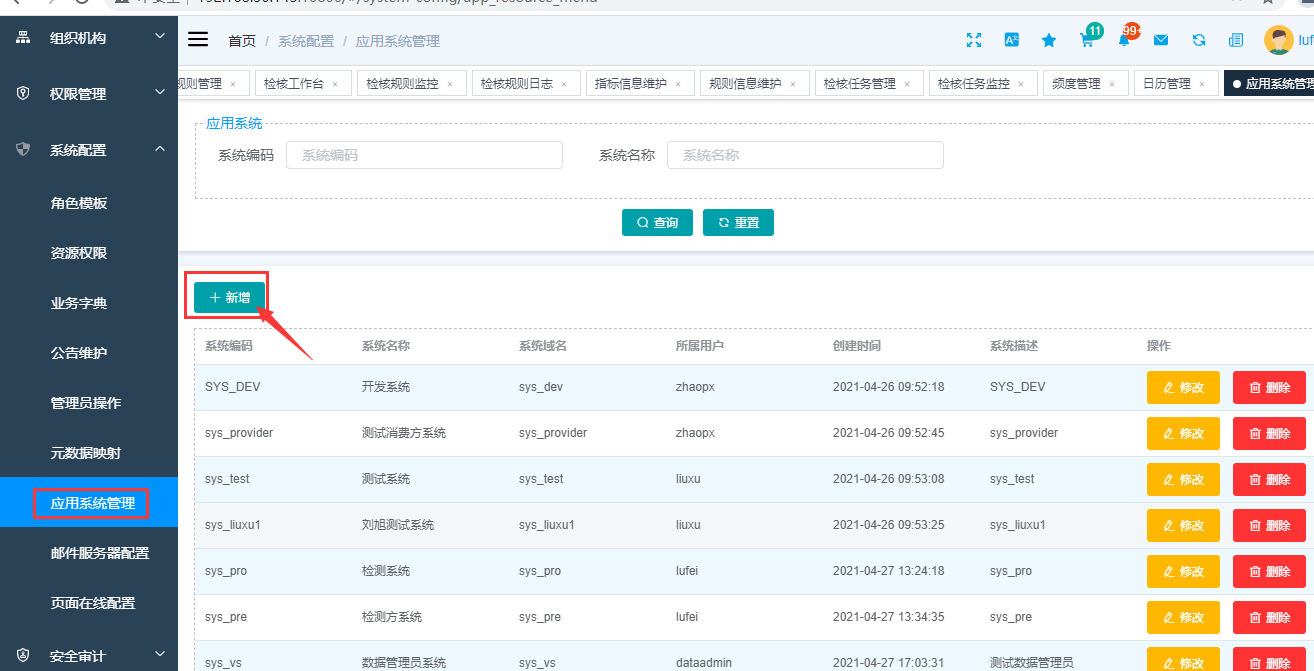 组织机构
权限管理
系统配置
角色模板
资源权限
业务字典
公告维护
管理员操作
元数据映射
应用系统管理
邮件服务器配置
页面在线配置
安全审计
首页 / 系统配置 / 应用系统管理
11
99+
lufe
规则管理 × 检核工作台 × 检核规则监控 × 检核规则日志 × 指标信息维护 × 规则信息维护 × 检核任务管理 × 检核任务监控 × 频度管理 × 日历管理 × 应用系统管理
应用系统
系统编码 系统编码 系统名称 系统名称
查询 重置
新增
系统编码 系统名称 系统域名 所属用户 创建时间 系统描述 操作
SYS_DEV 开发系统 sys_dev zhaopx 2021-04-26 09:52:18 SYS_DEV 修改 删除
sys_provider 测试消费方系统 sys_provider zhaopx 2021-04-26 09:52:45 sys_provider 修改 删除
sys_test 测试系统 sys_test liuxu 2021-04-26 09:53:08 sys_test 修改 删除
sys_liuxu1 刘旭测试系统 sys_liuxu1 liuxu 2021-04-26 09:53:25 sys_liuxu1 修改 删除
sys_pro 检测系统 sys_pro lufei 2021-04-27 13:24:18 sys_pro 修改 删除
sys_pre 检测方系统 sys_pre lufei 2021-04-27 13:34:35 sys_pre 修改 删除
sys_vs 数据管理员系统 sys_vs dataadmin 2021-04-27 17:03:31 测试数据管理员 修改 删除